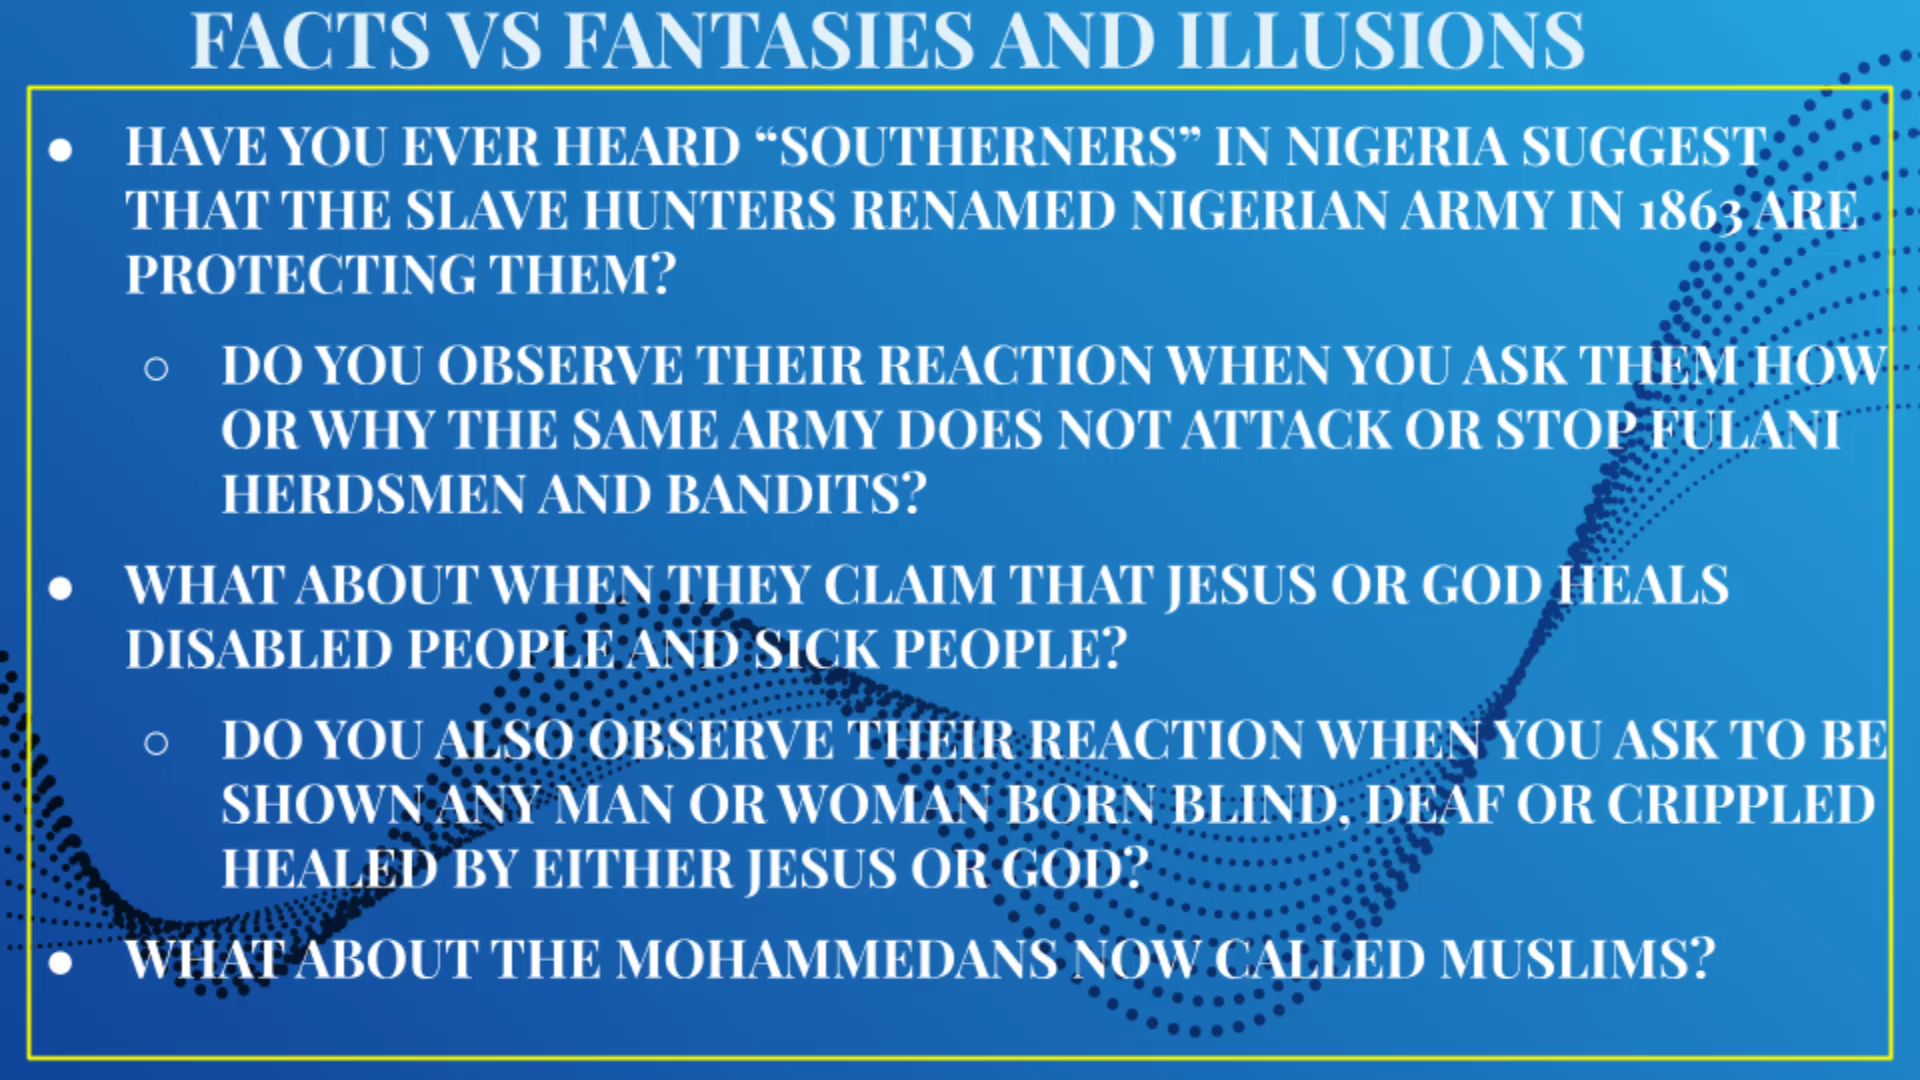 FACTS VS FANTASIES AND ILLUSIONS
● HAVE YOU EVER HEARD “SOUTHERNERS” IN NIGERIA SUGGEST
THAT THE SLAVE HUNTERS RENAMED NIGERIAN ARMY IN 1863 ARE
PROTECTING THEM?
○ DO YOU OBSERVE THEIR REACTION WHEN YOU ASK THEM HOW
OR WHY THE SAME ARMY DOES NOT ATTACK OR STOP FULANI
HERDSMEN AND BANDITS?
● WHAT ABOUT WHEN THEY CLAIM THAT JESUS OR GOD HEALS
DISABLED PEOPLE AND SICK PEOPLE?
○ DO YOU ALSO OBSERVE THEIR REACTION WHEN YOU ASK TO BE
SHOWN ANY MAN OR WOMAN BORN BLIND, DEAF OR CRIPPLED
HEALED BY EITHER JESUS OR GOD?
● WHAT ABOUT THE MOHAMMEDANS NOW CALLED MUSLIMS?